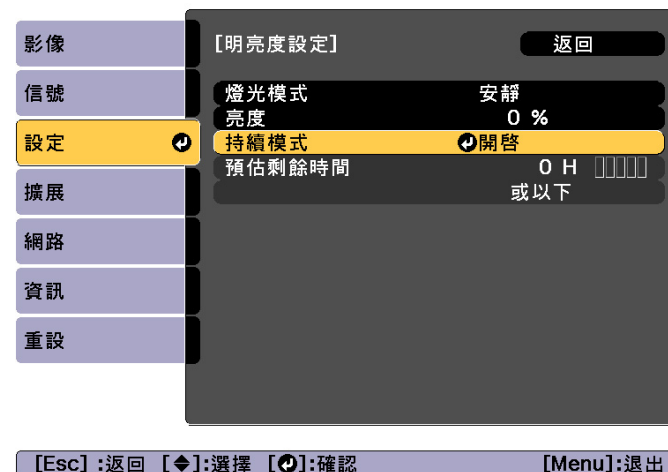 影像
信號
設定
擴展
網路
資訊
重設
[明亮度設定] 返回
燈光模式 安靜
亮度 0 %
持續模式 開啓
預估剩餘時間 0 H
或以下
[Esc] :返回 [◆]:選擇 [⏎]:確認 [Menu]:退出